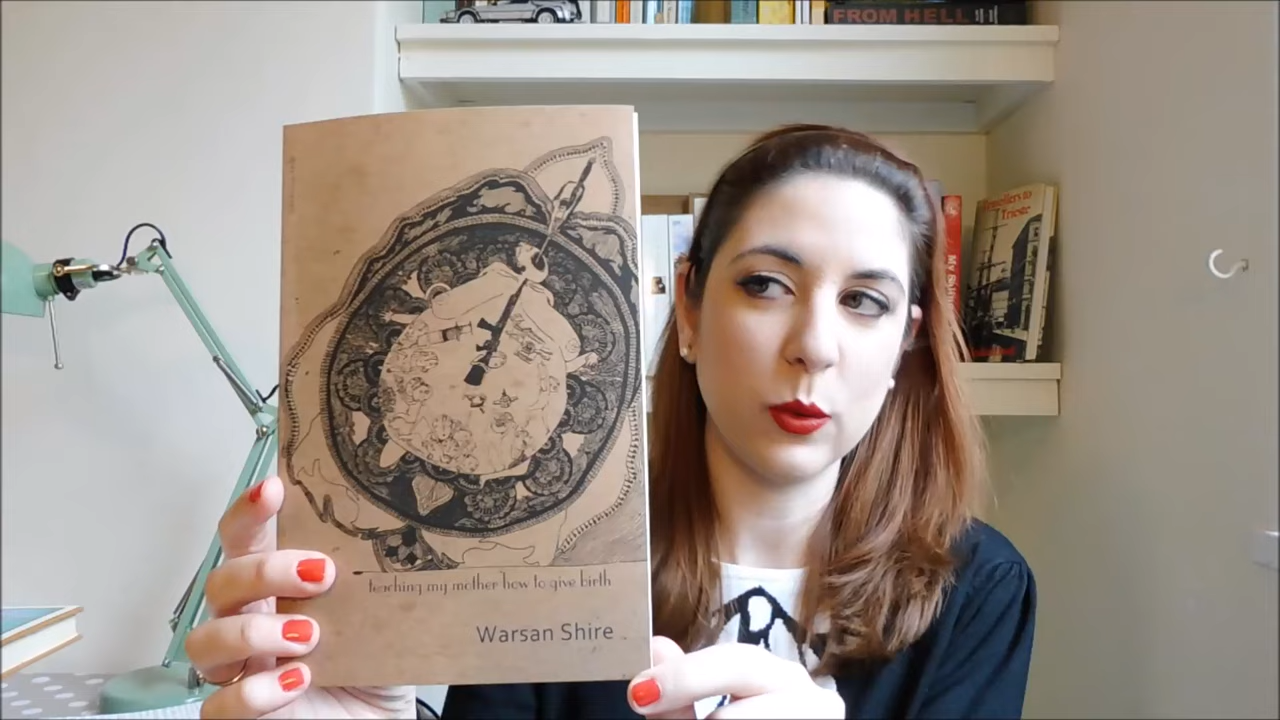 FROM HELL
Travellers to
Trieste
teaching my mother how to give birth
Warsan Shire